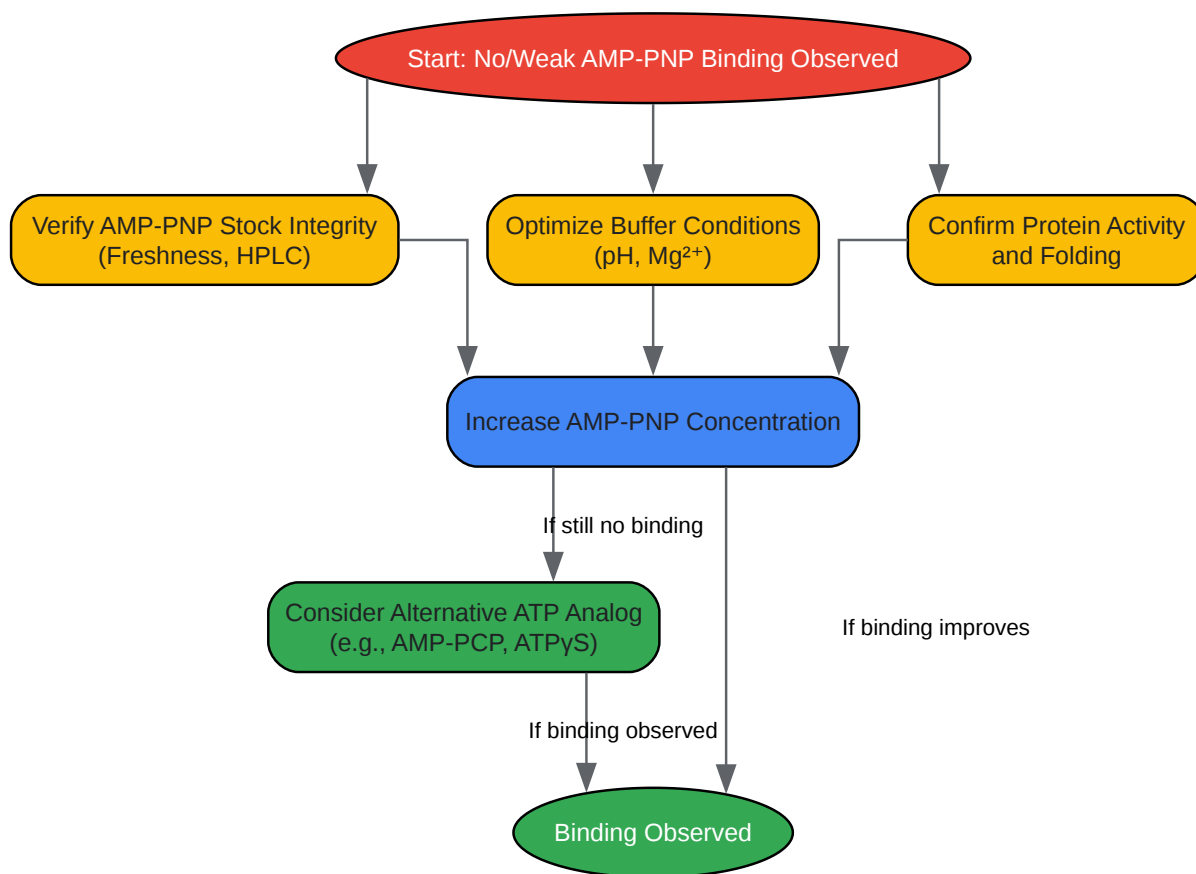 Start: No/Weak AMP-PNP Binding Observed
Verify AMP-PNP Stock Integrity
(Freshness, HPLC)
Optimize Buffer Conditions
(pH, Mg²⁺)
Confirm Protein Activity
and Folding
Increase AMP-PNP Concentration
If still no binding
Consider Alternative ATP Analog
(e.g., AMP-PCP, ATPγS)
If binding improves
If binding observed
Binding Observed